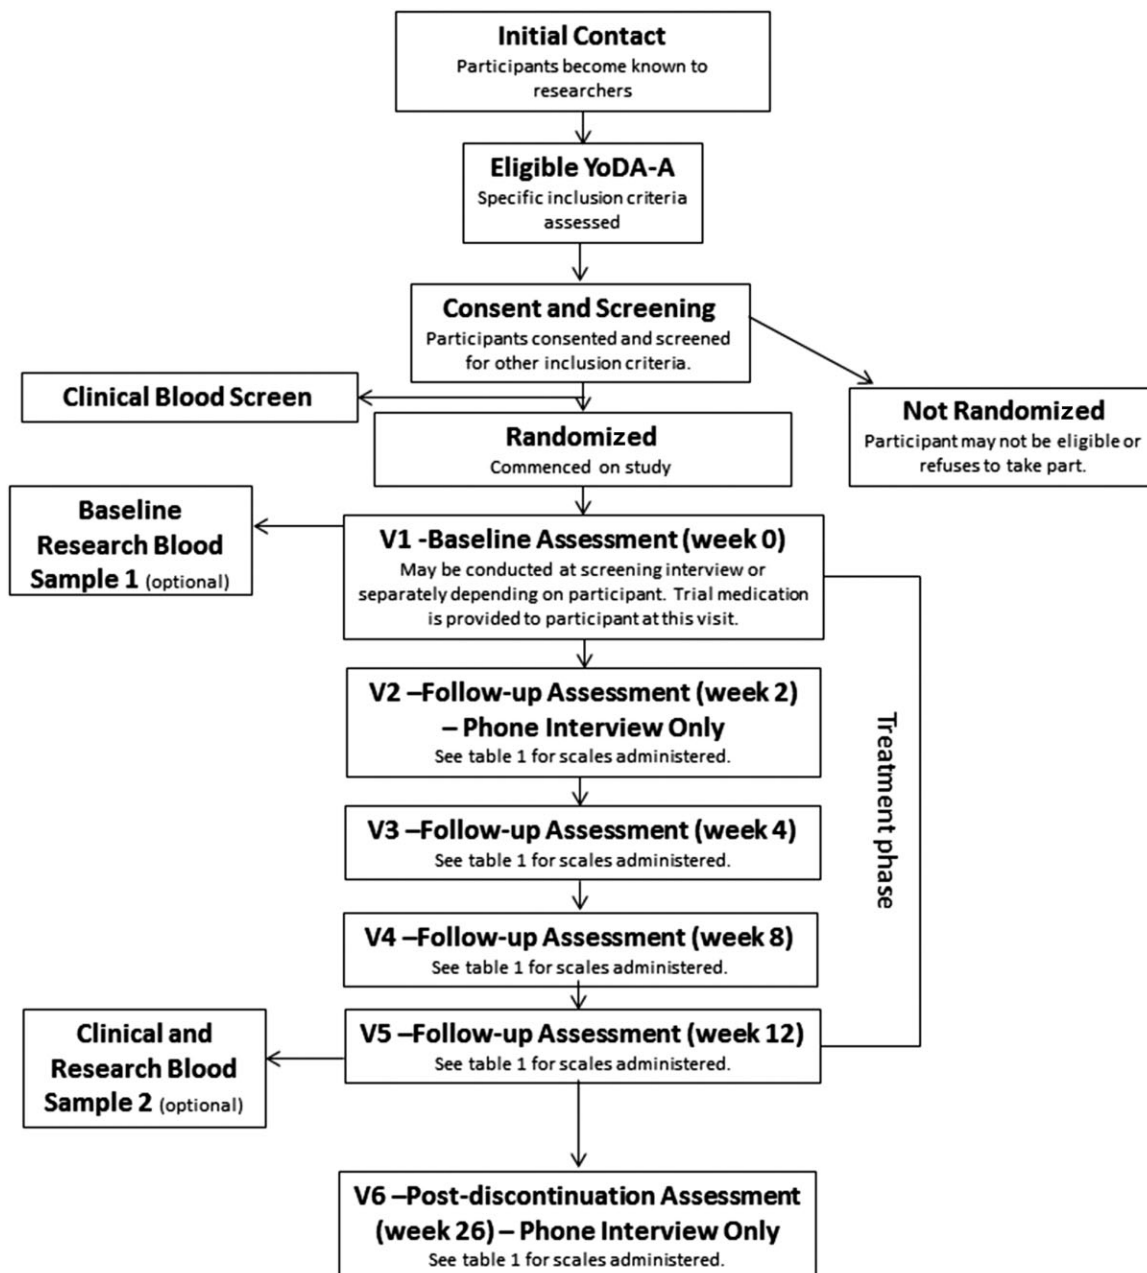 Initial Contact
Participants become known to
researchers
Eligible YoDA-A
Specific inclusion criteria
assessed
Consent and Screening
Participants consented and screened
for other inclusion criteria.
Clinical Blood Screen
Not Randomized
Participant may not be eligible or
refuses to take part.
Randomized
Commenced on study
Baseline
Research Blood
Sample 1 (optional)
V1 -Baseline Assessment (week 0)
May be conducted at screening interview or
separately depending on participant. Trial medication
is provided to participant at this visit.
V2 –Follow-up Assessment (week 2)
– Phone Interview Only
See table 1 for scales administered.
Treatment phase
V3 –Follow-up Assessment (week 4)
See table 1 for scales administered.
V4 –Follow-up Assessment (week 8)
See table 1 for scales administered.
Clinical and
Research Blood
Sample 2 (optional)
V5 –Follow-up Assessment (week 12)
See table 1 for scales administered.
V6 –Post-discontinuation Assessment
(week 26) – Phone Interview Only
See table 1 for scales administered.